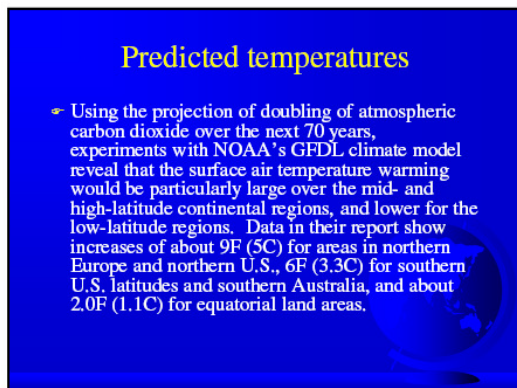 Predicted temperatures
☞ Using the projection of doubling of atmospheric
carbon dioxide over the next 70 years,
experiments with NOAA's GFDL climate model
reveal that the surface air temperature warming
would be particularly large over the mid- and
high-latitude continental regions, and lower for the
low-latitude regions.  Data in their report show
increases of about 9F (5C) for areas in northern
Europe and northern U.S., 6F (3.3C) for southern
U.S. latitudes and southern Australia, and about
2.0F (1.1C) for equatorial land areas.